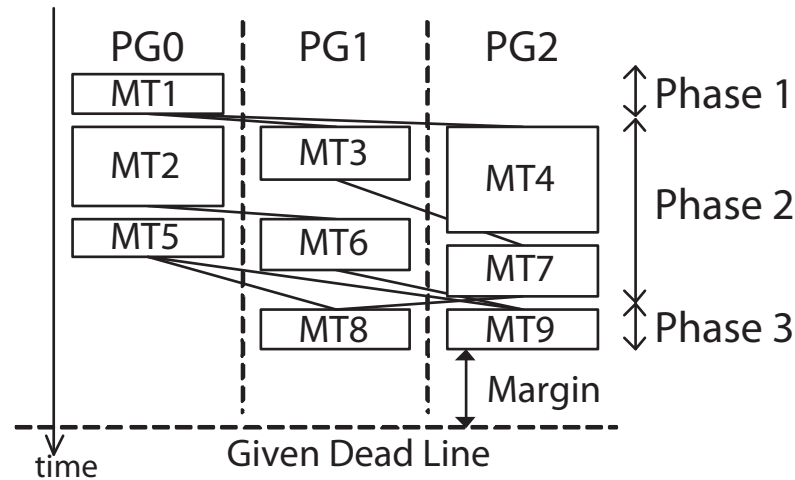 PG0 PG1 PG2
MT1
Phase 1
MT2
MT3
MT4
Phase 2
MT5
MT6
MT7
MT8
MT9
Phase 3
Margin
Given Dead Line
time